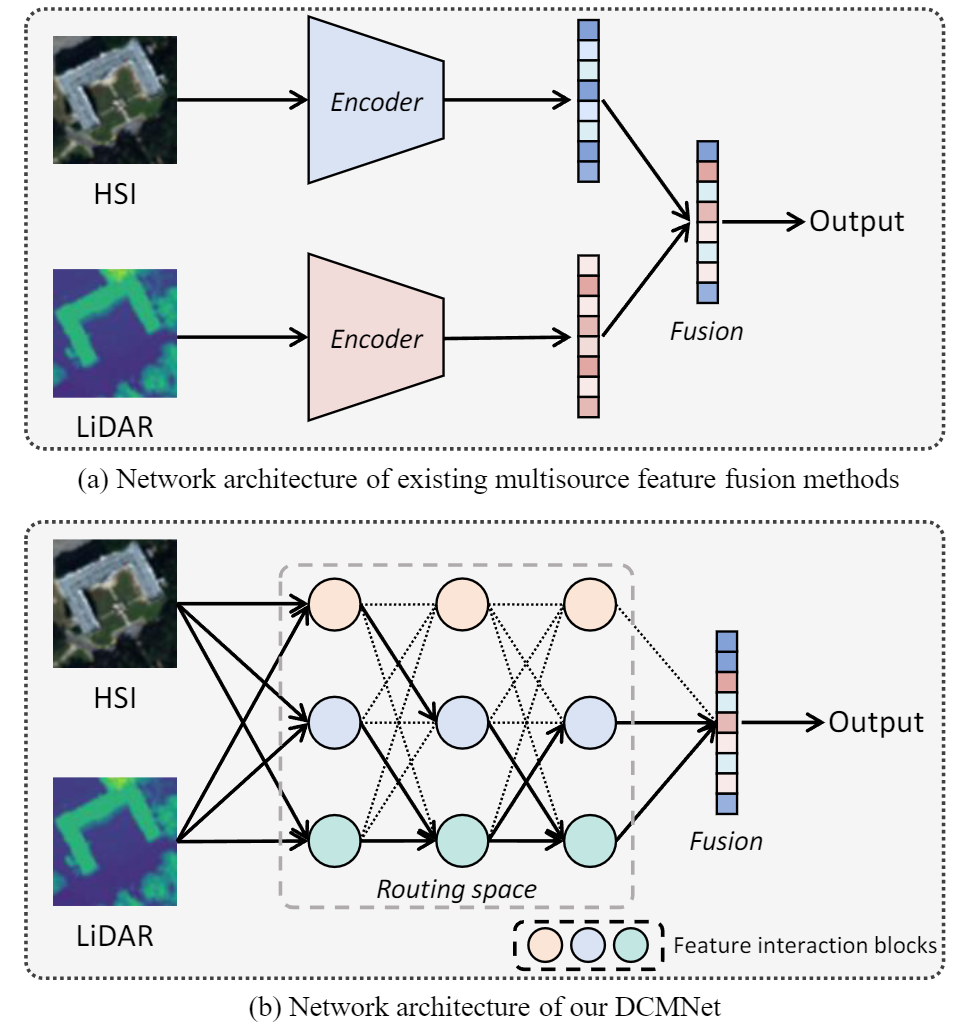 HSI
Encoder
LiDAR
Encoder
Fusion
Output
(a) Network architecture of existing multisource feature fusion methods
HSI
LiDAR
Routing space
Fusion
Output
Feature interaction blocks
(b) Network architecture of our DCMNet